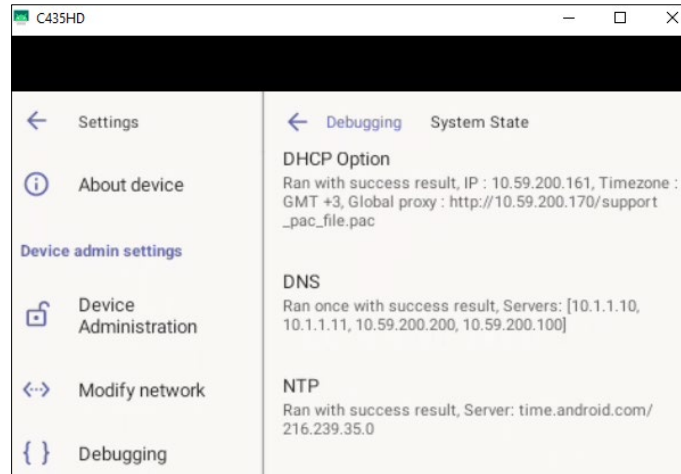 C435HD
Settings
About device
Device admin settings
Device
Administration
Modify network
Debugging
Debugging System State
DHCP Option
Ran with success result, IP : 10.59.200.161, Timezone :
GMT +3, Global proxy : http://10.59.200.170/support
_pac_file.pac
DNS
Ran once with success result, Servers: [10.1.1.10,
10.1.1.11, 10.59.200.200, 10.59.200.100]
NTP
Ran with success result, Server: time.android.com/
216.239.35.0